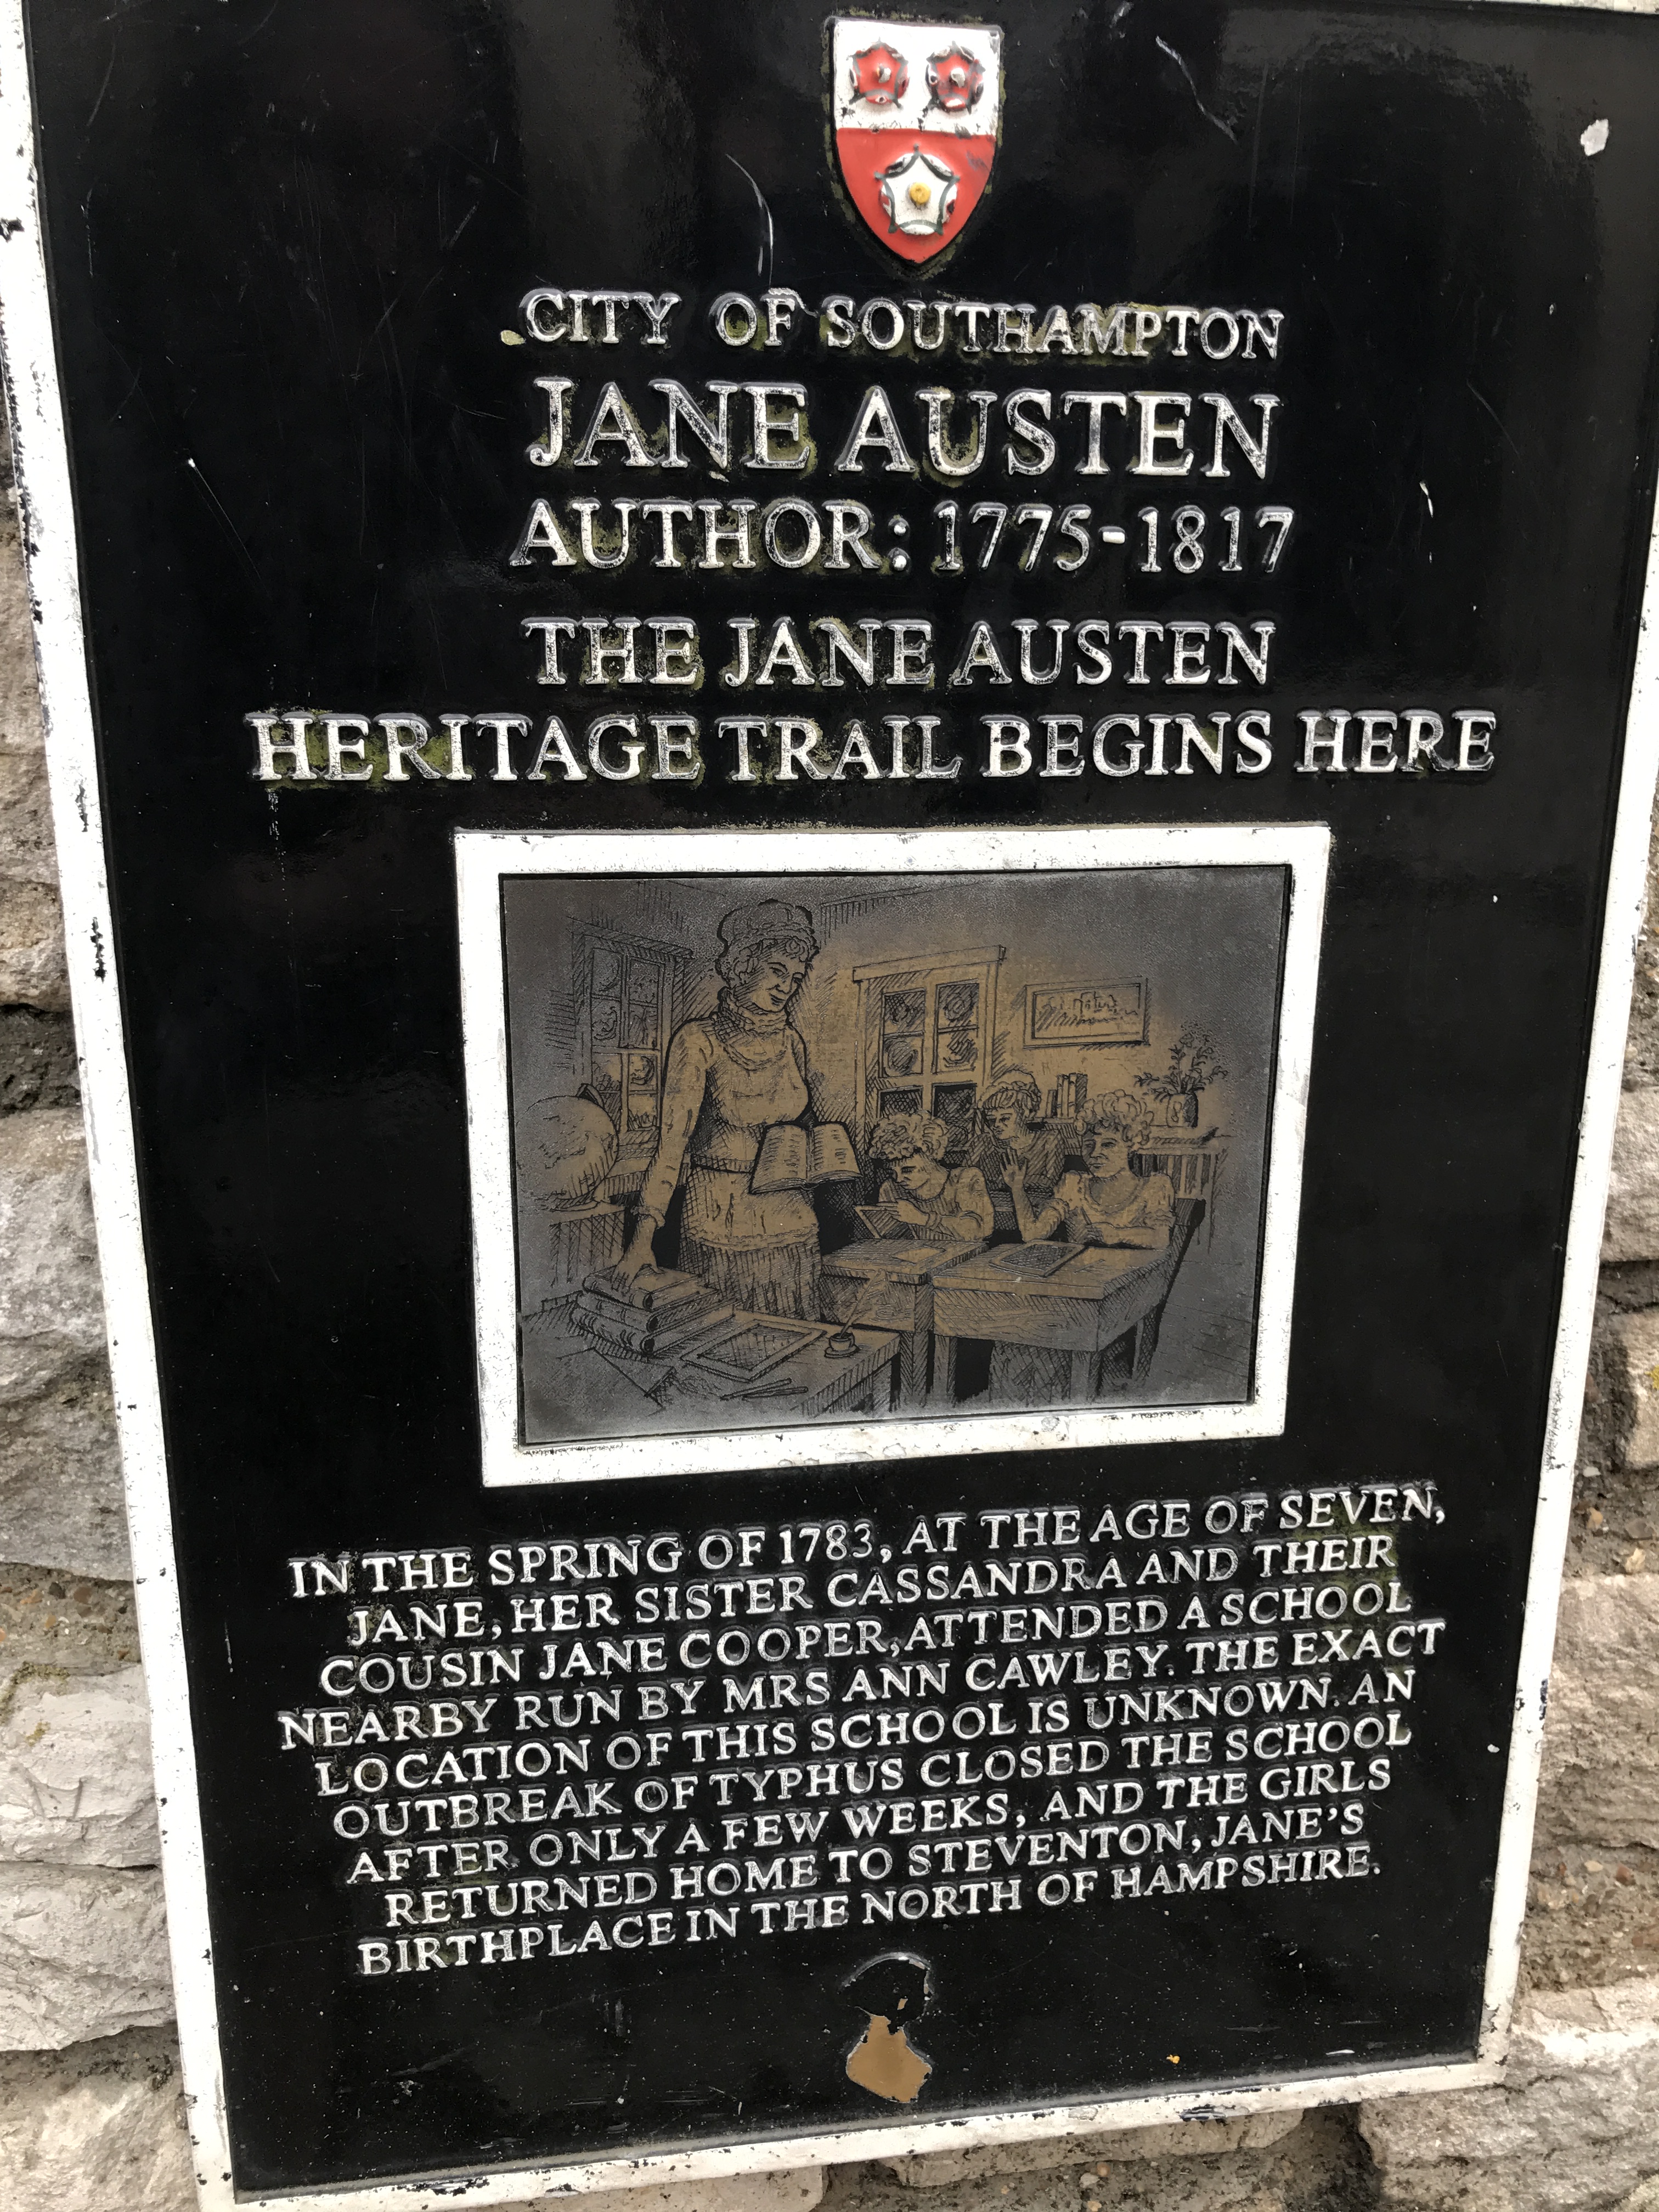 CITY OF SOUTHAMPTON
JANE AUSTEN
AUTHOR: 1775-1817
THE JANE AUSTEN
HERITAGE TRAIL BEGINS HERE
IN THE SPRING OF 1783, AT THE AGE OF SEVEN,
JANE, HER SISTER CASSANDRA AND THEIR
COUSIN JANE COOPER, ATTENDED A SCHOOL
NEARBY RUN BY MRS ANN CAWLEY. THE EXACT
LOCATION OF THIS SCHOOL IS UNKNOWN. AN
OUTBREAK OF TYPHUS CLOSED THE SCHOOL
AFTER ONLY A FEW WEEKS, AND THE GIRLS
RETURNED HOME TO STEVENTON, JANE'S
BIRTHPLACE IN THE NORTH OF HAMPSHIRE.